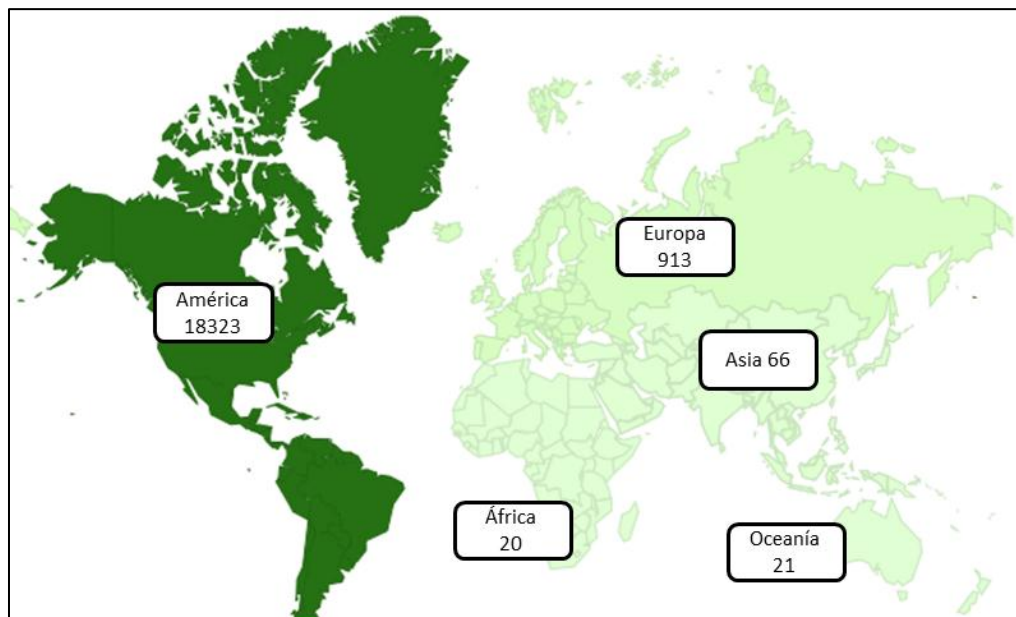 Europa
913
América
18323
Asia 66
África
20
Oceanía
21